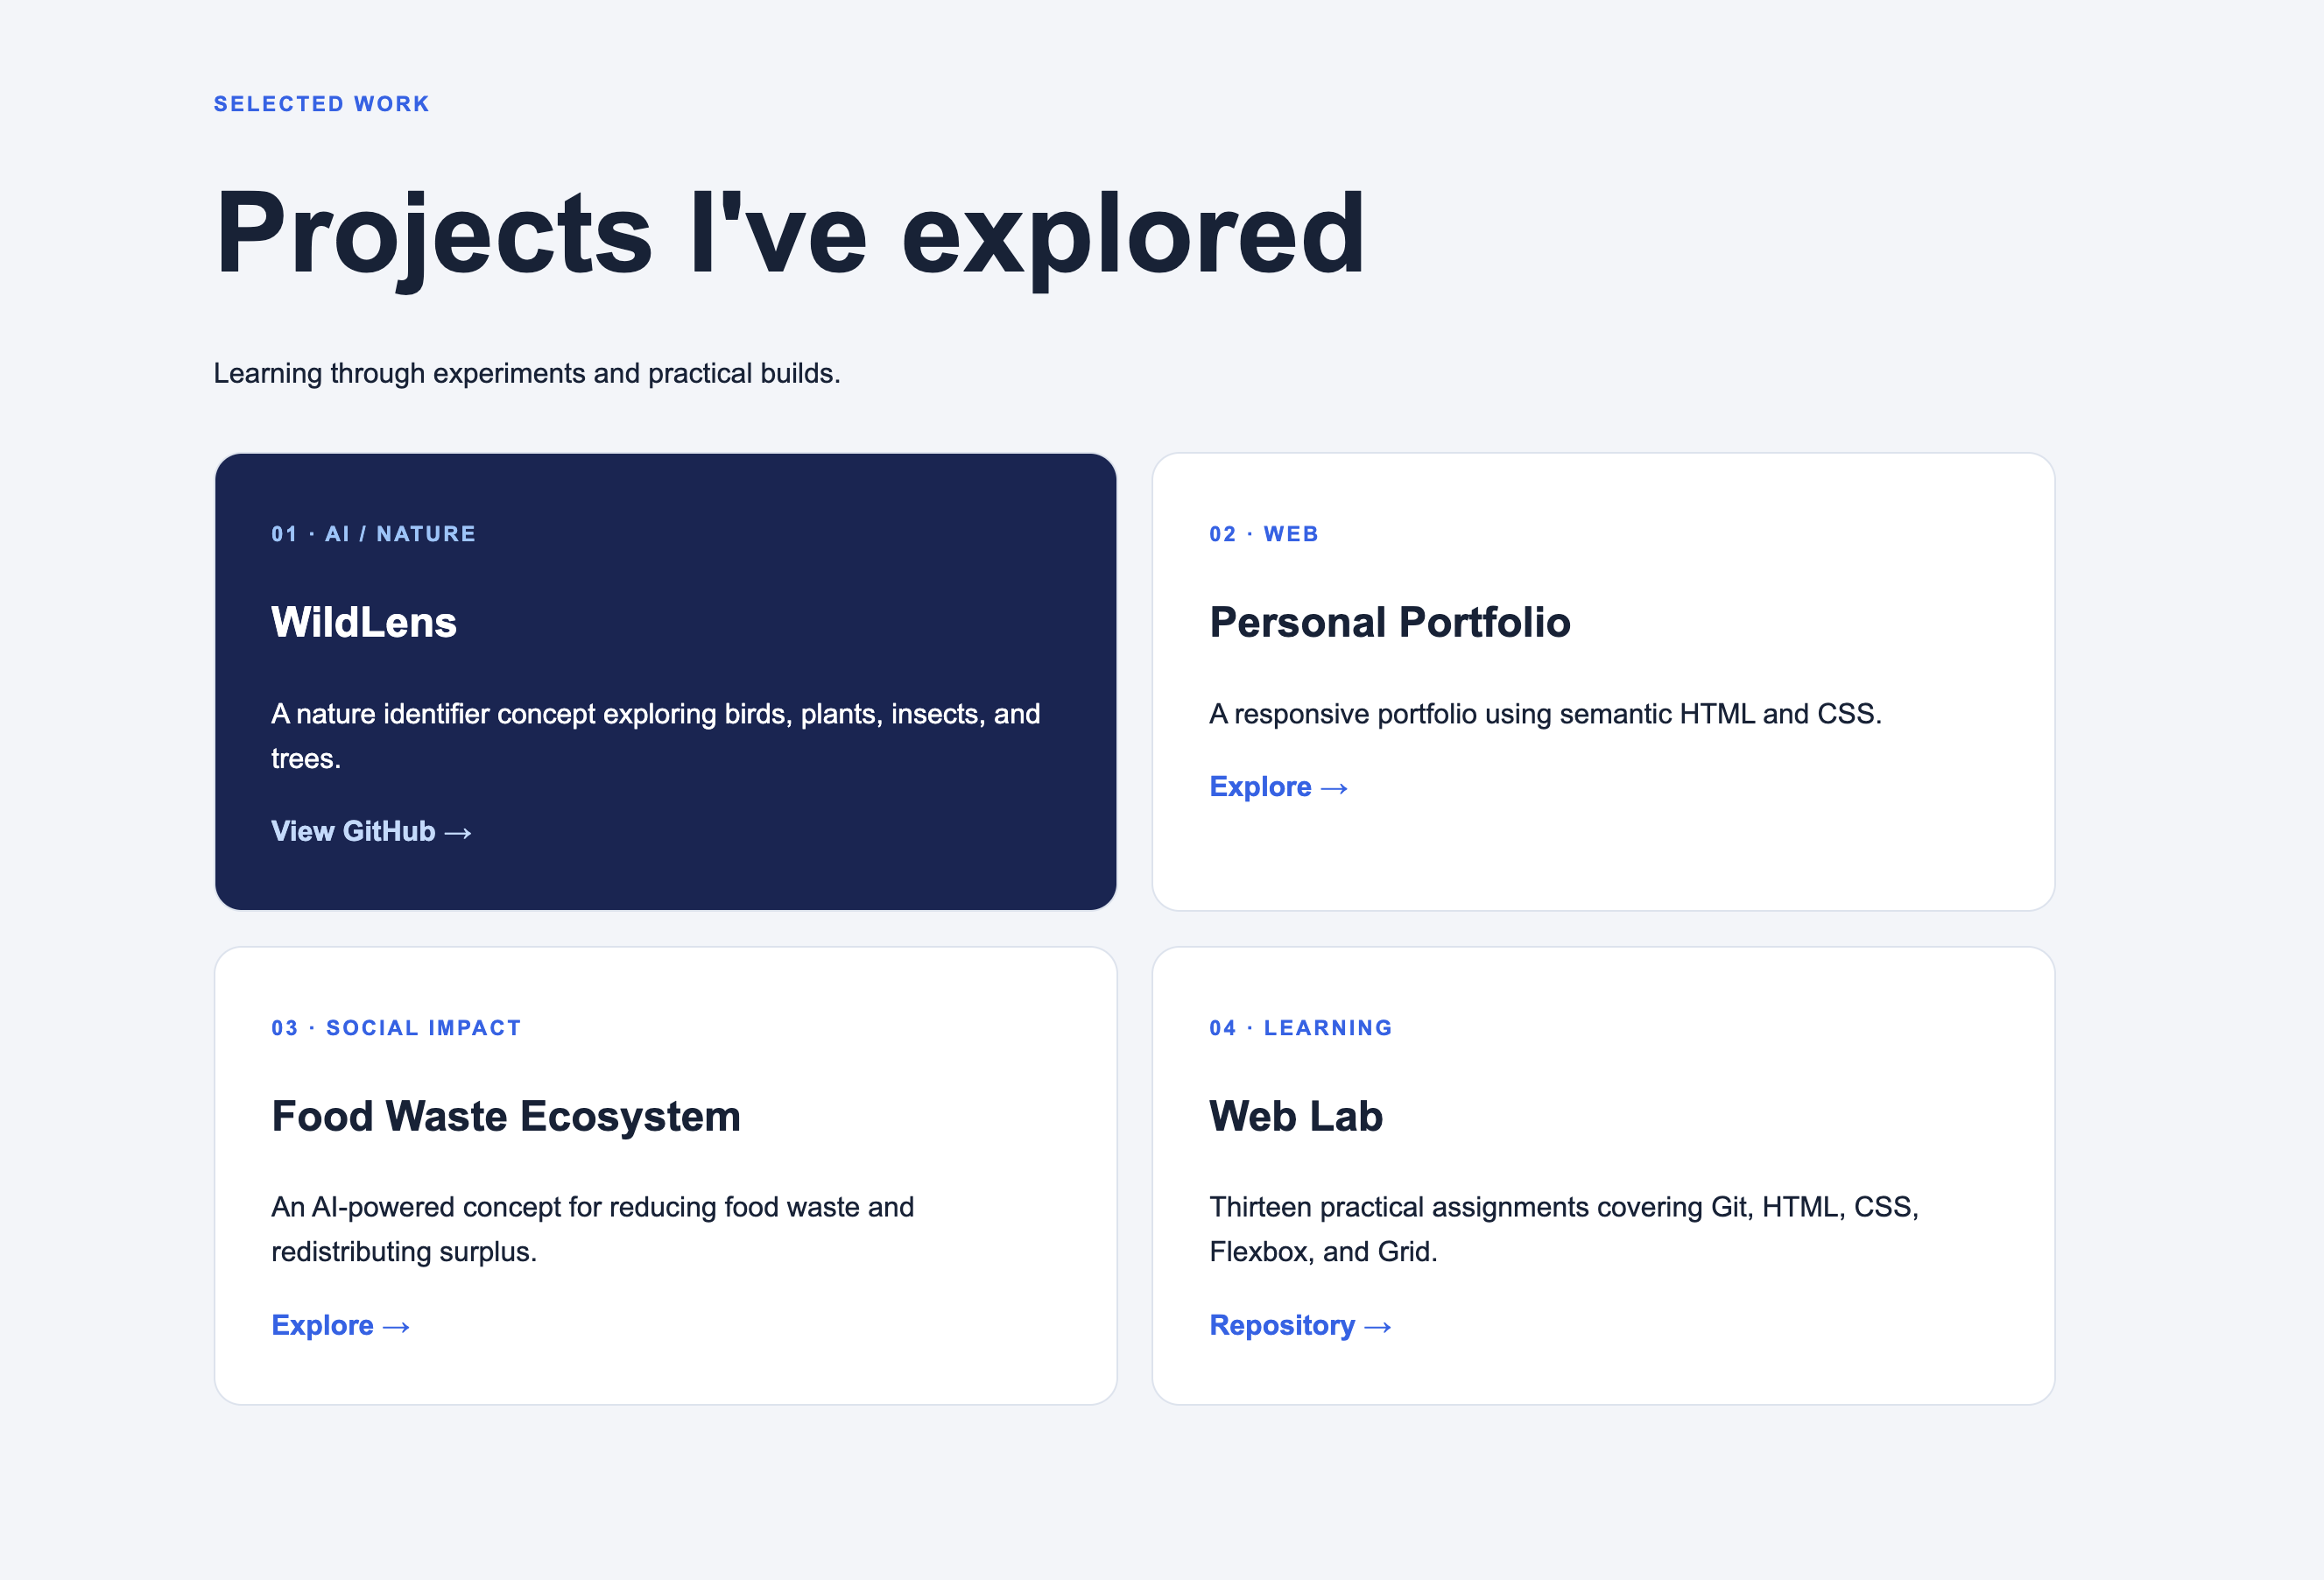 SELECTED WORK
Projects I've explored
Learning through experiments and practical builds.
01 · AI / NATURE
WildLens
A nature identifier concept exploring birds, plants, insects, and
trees.
View GitHub →
02 · WEB
Personal Portfolio
A responsive portfolio using semantic HTML and CSS.
Explore →
03 · SOCIAL IMPACT
Food Waste Ecosystem
An AI-powered concept for reducing food waste and
redistributing surplus.
Explore →
04 · LEARNING
Web Lab
Thirteen practical assignments covering Git, HTML, CSS,
Flexbox, and Grid.
Repository →